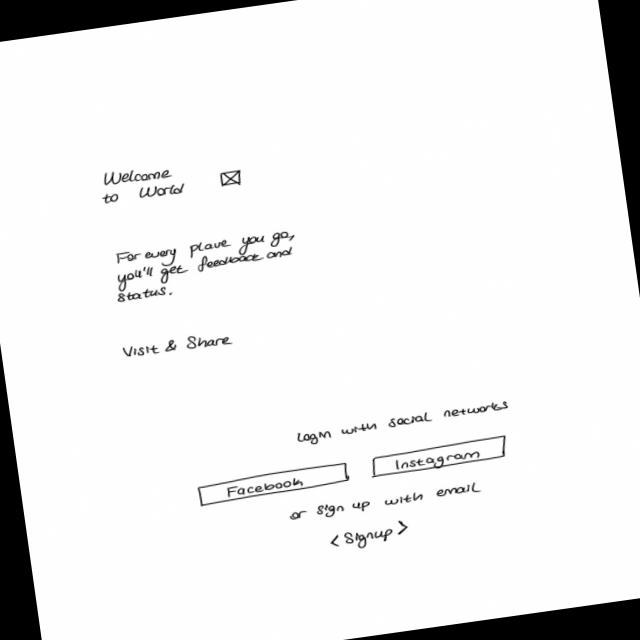 Welcome
to World
For every plave you go,
you'll get feedback and
status.
Visit & Share
Login with social networks
Facebook
Instagram
or sign up with email
<Signup>